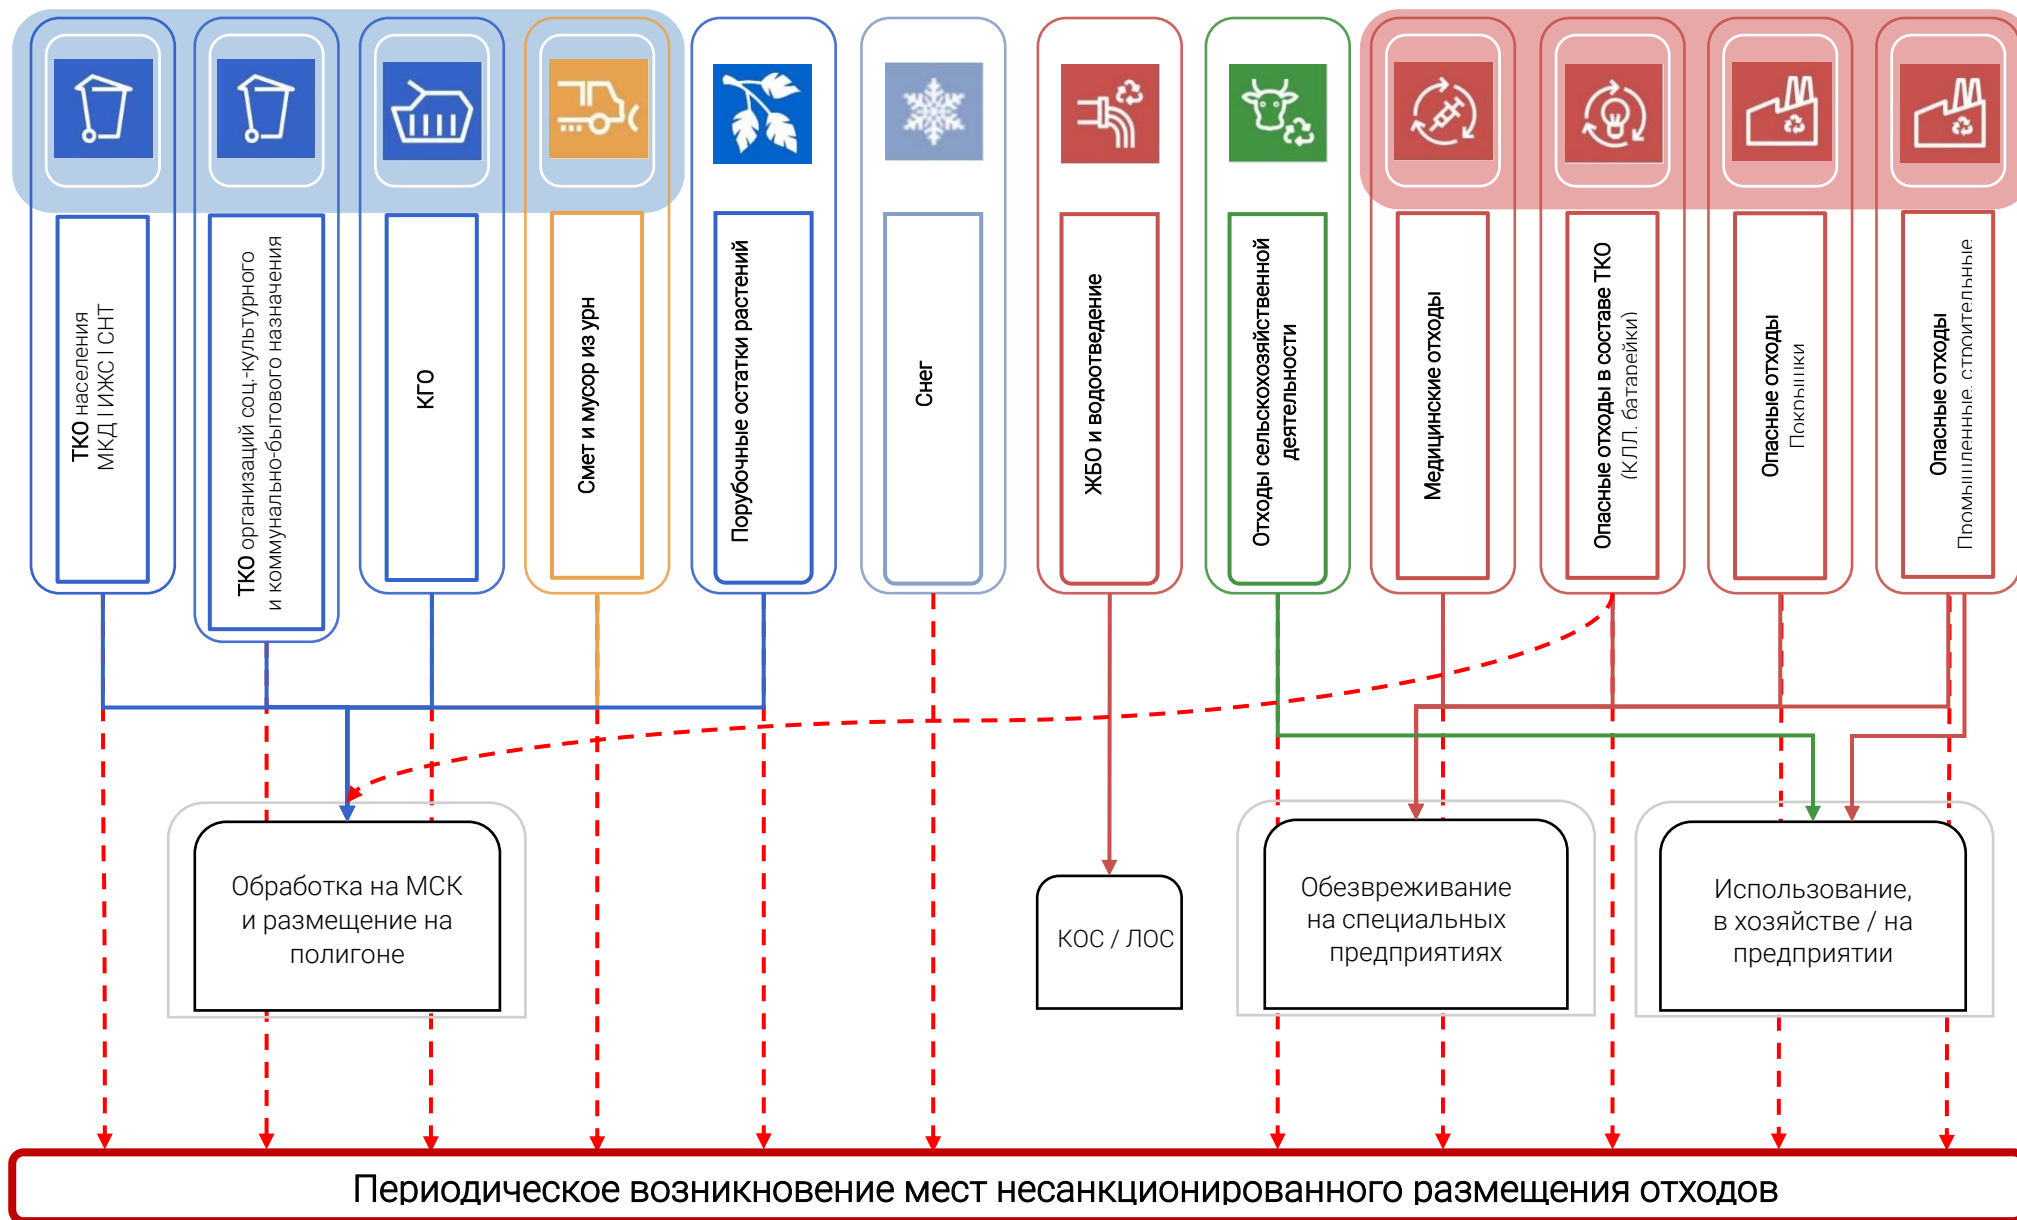 ТКО населения
МКД I ИЖС I СНТ
ТКО организаций соц.-культурного
и коммунально-бытового назначения
КГО
Смет и мусор из урн
Порубочные остатки растений
Снег
ЖБО и водоотведение
Отходы сельскохозяйственной
деятельности
Медицинские отходы
Опасные отходы в составе ТКО
(КЛЛ, батарейки)
Опасные отходы
Покрышки
Опасные отходы
Промышленные, строительные
Обработка на МСК
и размещение на
полигоне
КОС / ЛОС
Обезвреживание
на специальных
предприятиях
Использование,
в хозяйстве / на
предприятии
Периодическое возникновение мест несанкционированного размещения отходов